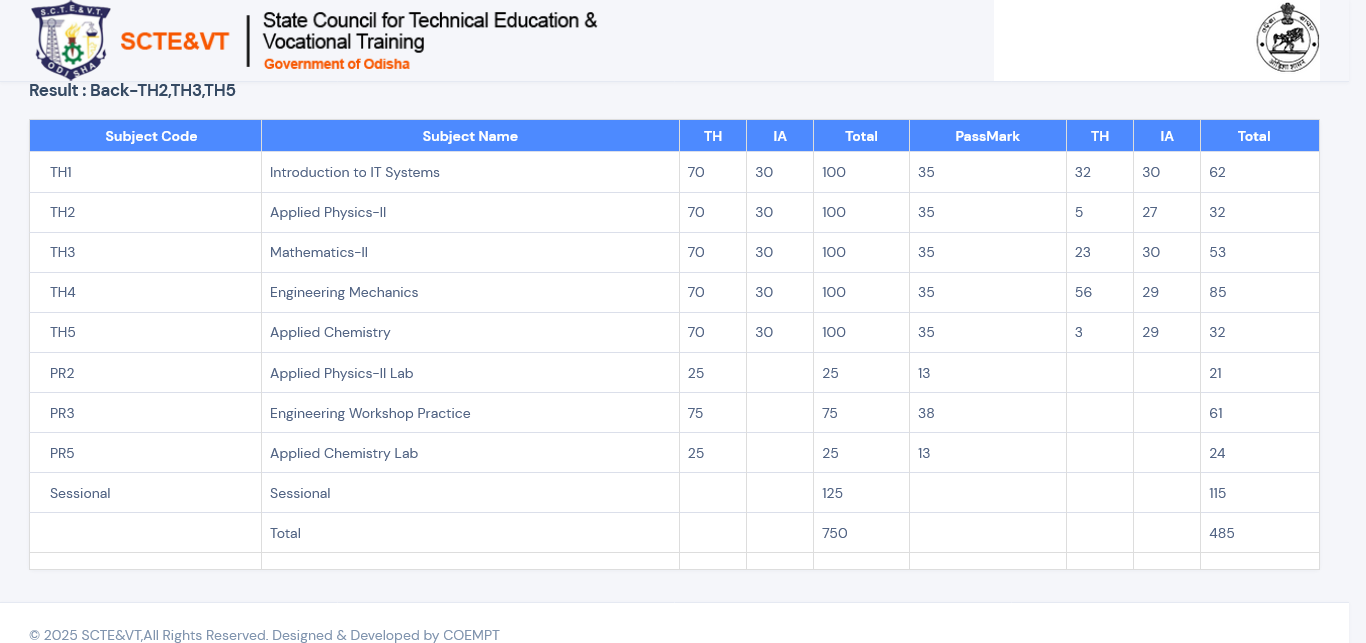 S.C.T.E.&V.T.
ODISHA
SCTE&VT
State Council for Technical Education &
Vocational Training
Government of Odisha
Result : Back-TH2,TH3,TH5
Subject Code Subject Name TH IA Total PassMark TH IA Total
TH1 Introduction to IT Systems 70 30 100 35 32 30 62
TH2 Applied Physics-II 70 30 100 35 5 27 32
TH3 Mathematics-II 70 30 100 35 23 30 53
TH4 Engineering Mechanics 70 30 100 35 56 29 85
TH5 Applied Chemistry 70 30 100 35 3 29 32
PR2 Applied Physics-II Lab 25 25 13 21
PR3 Engineering Workshop Practice 75 75 38 61
PR5 Applied Chemistry Lab 25 25 13 24
Sessional Sessional 125 115
Total 750 485
© 2025 SCTE&VT,All Rights Reserved. Designed & Developed by COEMPT